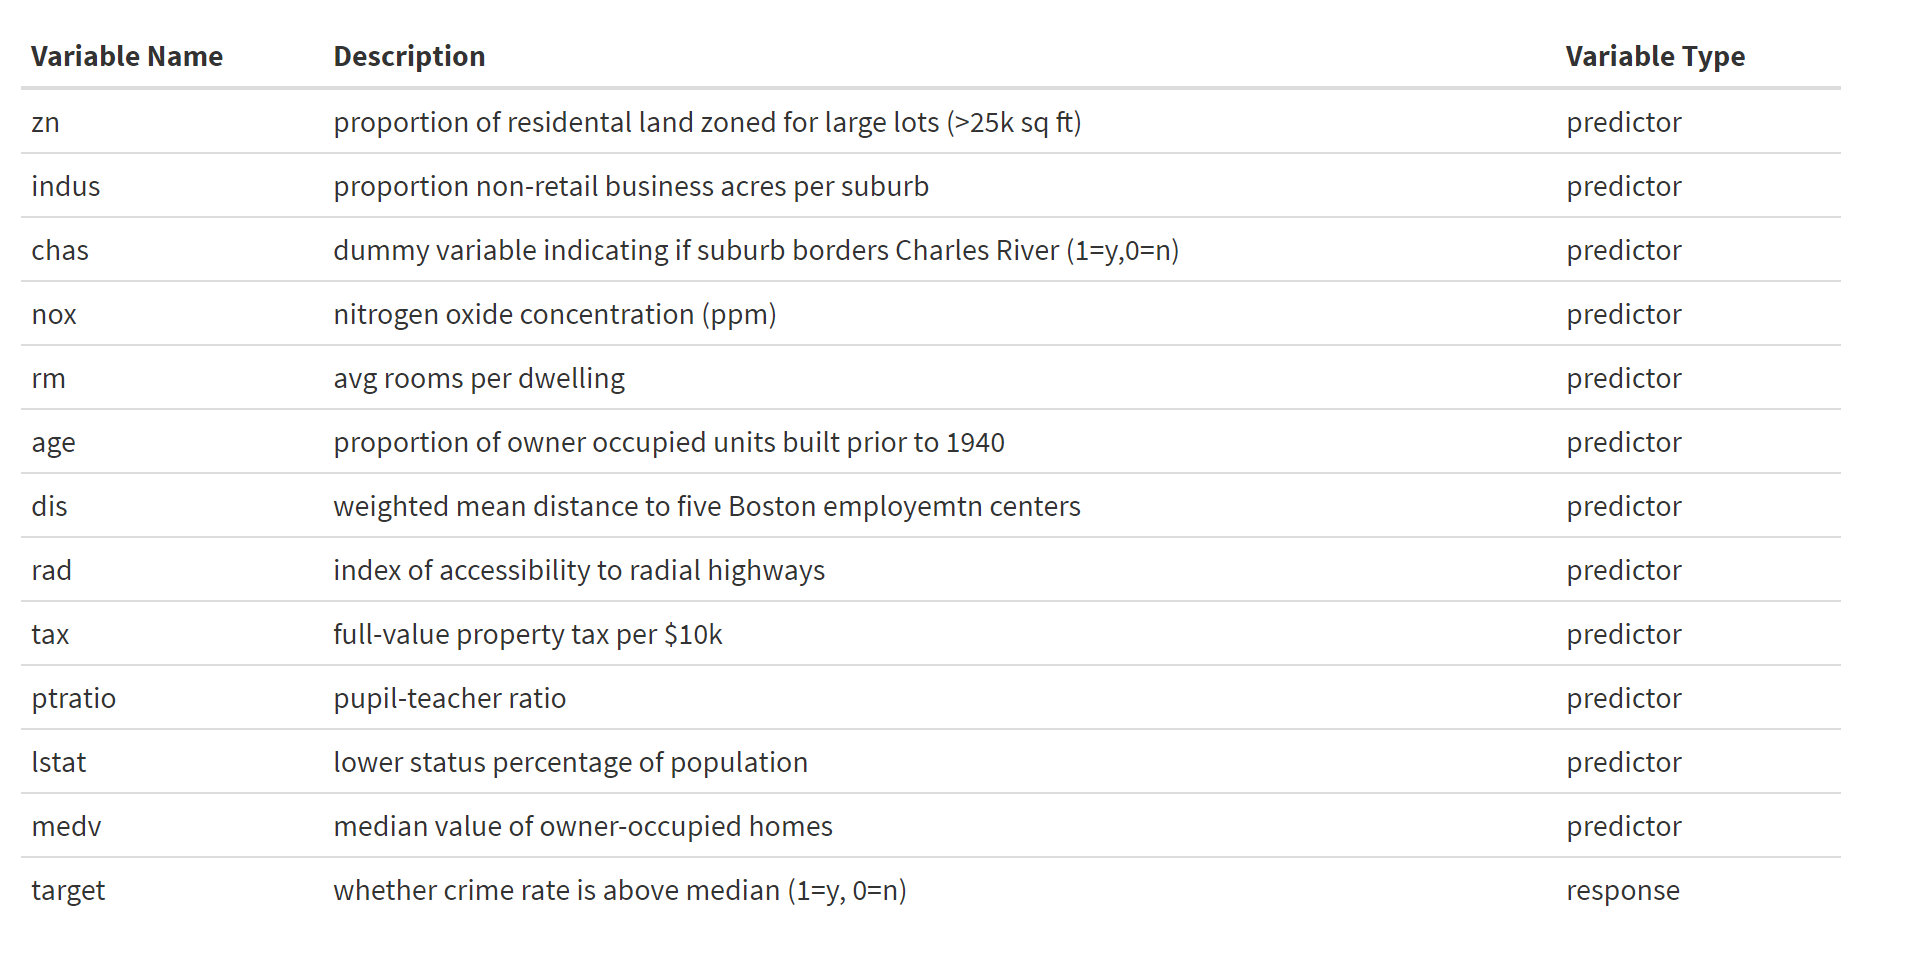 Variable Name Description Variable Type
zn proportion of residental land zoned for large lots (>25k sq ft) predictor
indus proportion non-retail business acres per suburb predictor
chas dummy variable indicating if suburb borders Charles River (1=y,0=n) predictor
nox nitrogen oxide concentration (ppm) predictor
rm avg rooms per dwelling predictor
age proportion of owner occupied units built prior to 1940 predictor
dis weighted mean distance to five Boston employemtn centers predictor
rad index of accessibility to radial highways predictor
tax full-value property tax per $10k predictor
ptratio pupil-teacher ratio predictor
lstat lower status percentage of population predictor
medv median value of owner-occupied homes predictor
target whether crime rate is above median (1=y, 0=n) response